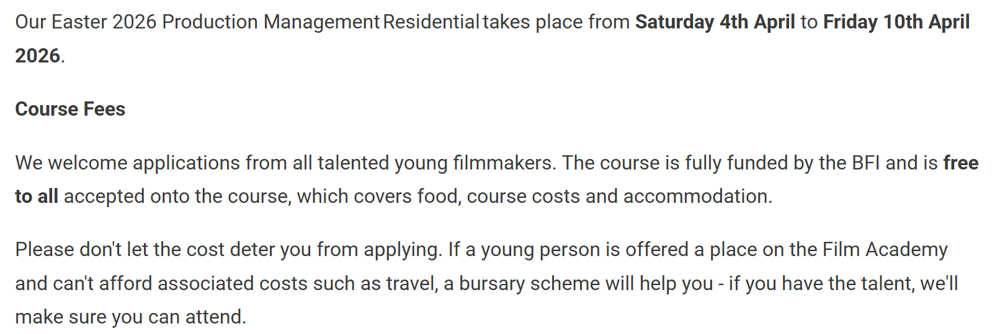 Our Easter 2026 Production Management Residential takes place from Saturday 4th April to Friday 10th April
2026.
Course Fees
We welcome applications from all talented young filmmakers. The course is fully funded by the BFI and is free
to all accepted onto the course, which covers food, course costs and accommodation.
Please don't let the cost deter you from applying. If a young person is offered a place on the Film Academy
and can't afford associated costs such as travel, a bursary scheme will help you - if you have the talent, we'll
make sure you can attend.